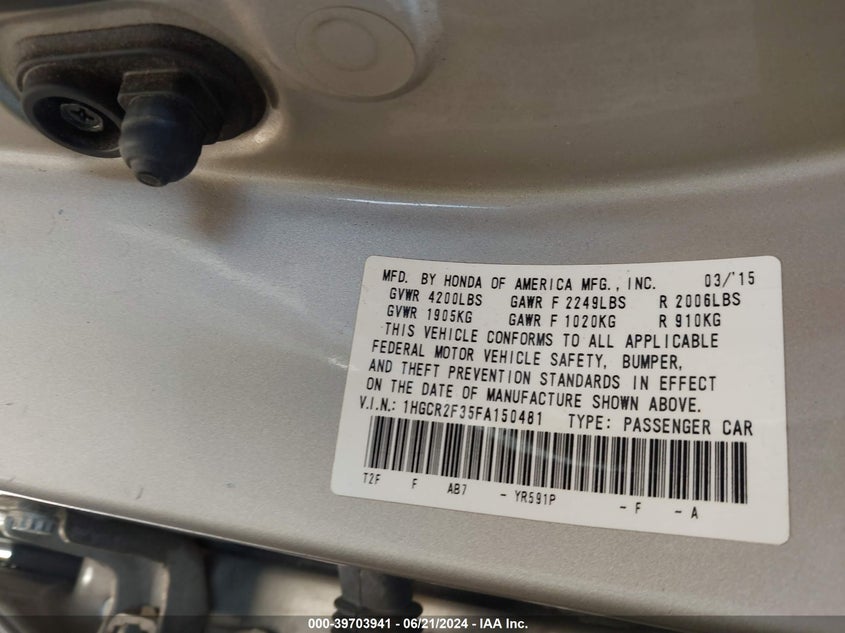 MFD. BY HONDA OF AMERICA MFG., INC. 03/'15
GVWR 4200LBS GAWR F 2249LBS R 2006LBS
GVWR 1905KG GAWR F 1020KG R 910KG
THIS VEHICLE CONFORMS TO ALL APPLICABLE
FEDERAL MOTOR VEHICLE SAFETY, BUMPER,
AND THEFT PREVENTION STANDARDS IN EFFECT
ON THE DATE OF MANUFACTURE SHOWN ABOVE.
V.I.N.: 1HGCR2F35FA150481 TYPE: PASSENGER CAR
T2F F AB7 - YR591P - F - A
000-39703941 - 06/21/2024 - IAA Inc.